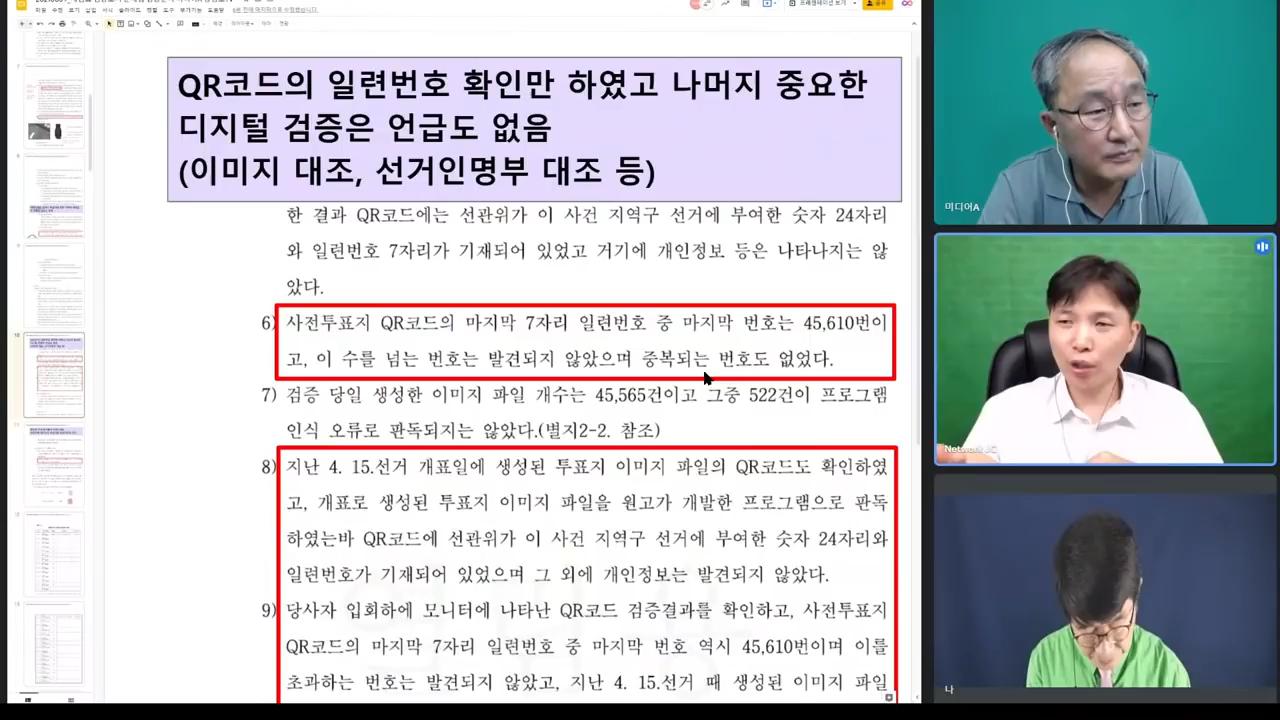 QR코드의 일련번호 확인만 하였고 나머지 중요한
디지털 검증은 언급도 없음
(이미지 대조, 선거인명부 대조 등)
한 결과 QR코드에는 선관위가 이 사건 지역구 선거에 부여한 숫자 24자리
와 일련번호 7자리가 기재되어 있었고 거기에 개인정보 등은 나타나지는 않
았다.
6) 사전투표지 QR코드의 마지막 7자리 일련번호 중 마지막 번호는 45,610번이
고, 이 수를 넘는 번호는 발견되지 않았으며 중복되는 번호도 없었다.
7) 검증 당일 생성한 이미지 파일 개수는 45,565건이고 그중 242건이 프로그램
인식 오류로 판독되지는 않았다.(별지2-2 참조)
8) 지난 4. 15.선거 개표일에 생성된 투표지 이미지 파일의 QR코드도 확인하였
고, 개표로 생성된 투표지 이미지 파일을 원고가 개발한 프로그램으로 판독
하였는바 QR코드에 선관위가 이 사건 지역구 선거에 부여한 숫자 24자리와
일련번호가 기재되어 있었으며 그 외 개인정보는 발견되지 않았다.
9) 당사자 입회하에 모니터에 나타난 QR코드 검증결과를 확인하고, 사전투표지
QR코드의 마지막 7자리 일련번호 중 마지막 번호 역시 45,610번이며 이를
초과하는 번호는 발견되지 않았고, 지난 4. 15.선거 때 생성된 이미지 파일
미디어A
Network JC
나